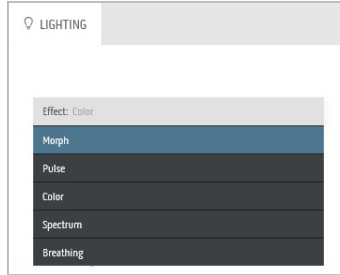 LIGHTING
Effect: Color
Morph
Pulse
Color
Spectrum
Breathing